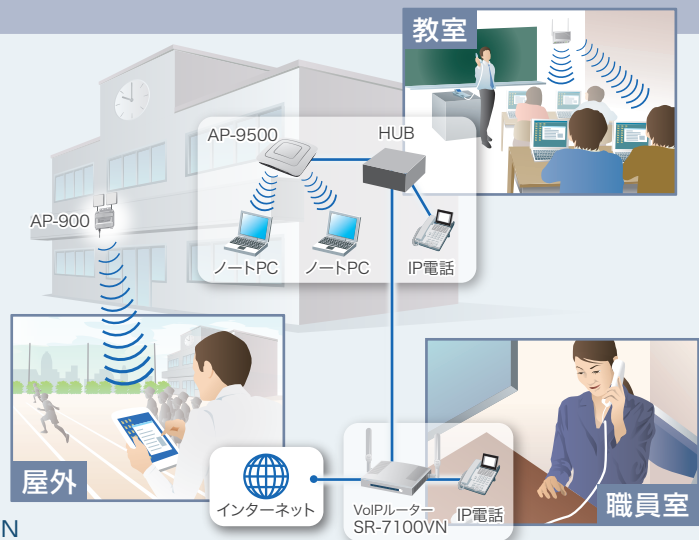 教室
AP-9500
HUB
AP-900
ノートPC
ノートPC
IP電話
屋外
インターネット
VoIPルーター
SR-7100VN
IP電話
職員室
N